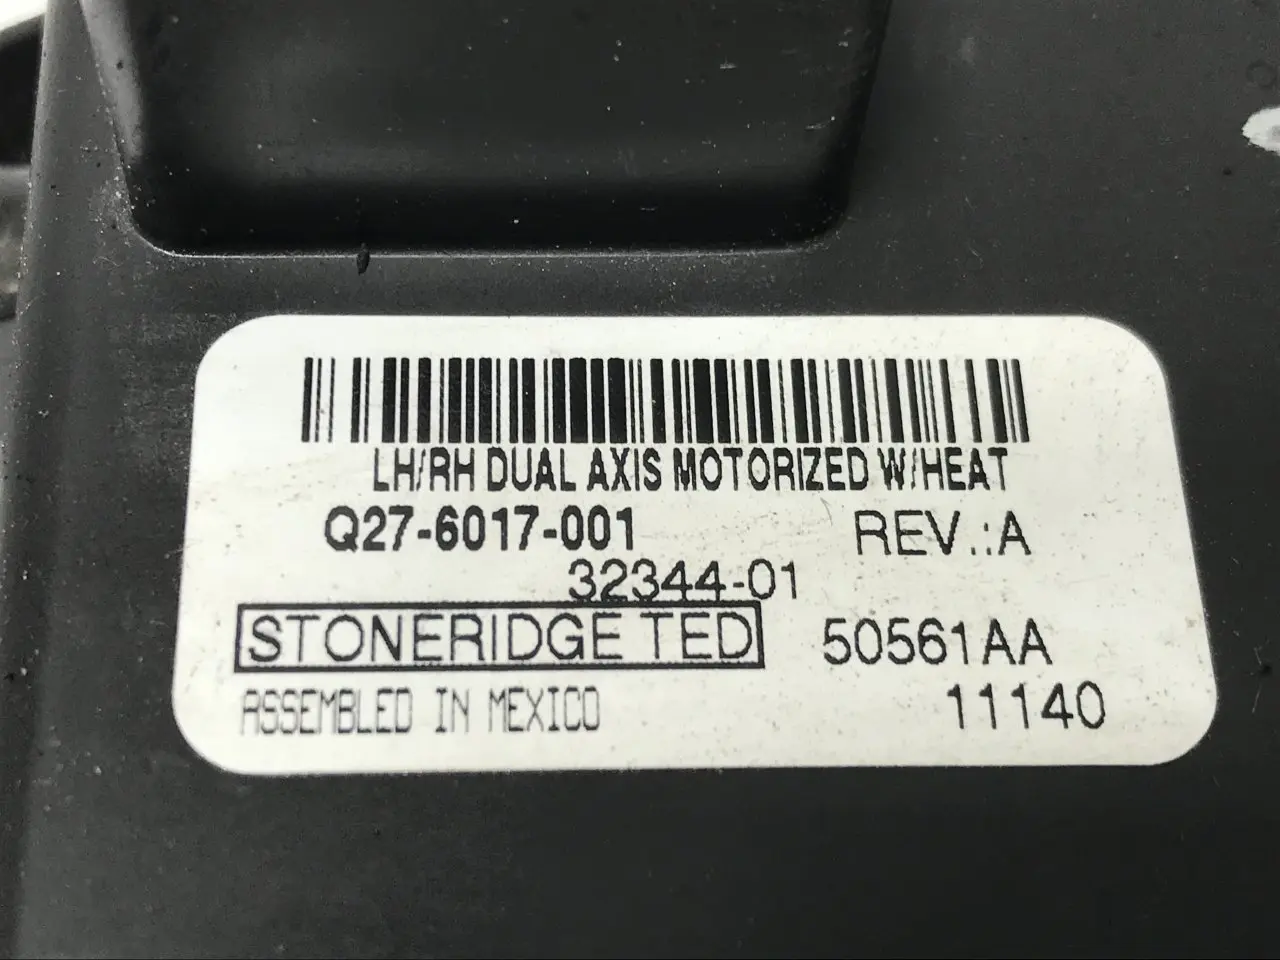 LH/RH DUAL AXIS MOTORIZED W/HEAT
Q27-6017-001 REV.:A
32344-01
STONERIDGE TED 50561AA
ASSEMBLED IN MEXICO 11140